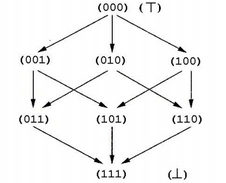 (000) (⊤)
(001) (010) (100)
(011) (101) (110)
(111) (⊥)